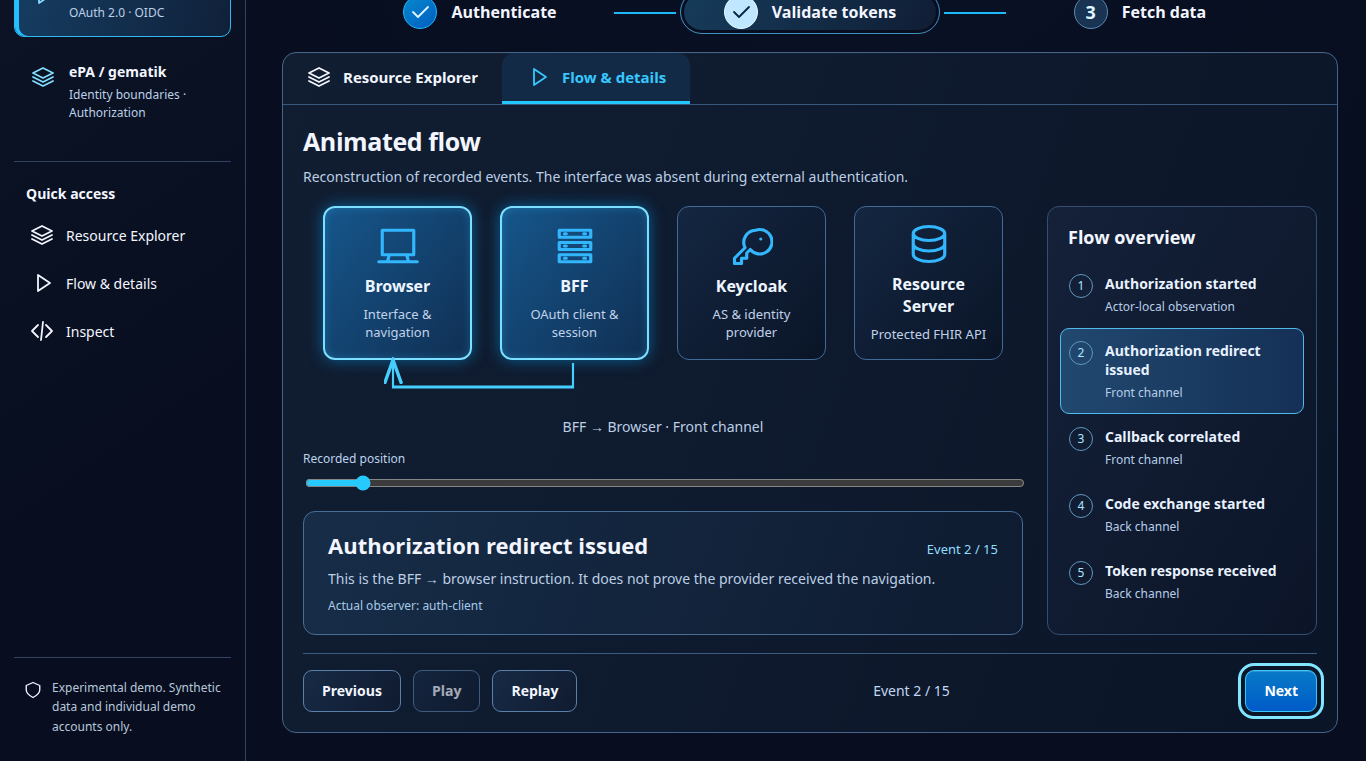 OAuth 2.0 · OIDC
ePA / gematik
Identity boundaries ·
Authorization
Quick access
Resource Explorer
Flow & details
Inspect
Experimental demo. Synthetic
data and individual demo
accounts only.
Authenticate
Validate tokens
3 Fetch data
Resource Explorer
Flow & details
Animated flow
Reconstruction of recorded events. The interface was absent during external authentication.
Browser
Interface &
navigation
BFF
OAuth client &
session
Keycloak
AS & identity
provider
Resource
Server
Protected FHIR API
BFF → Browser · Front channel
Recorded position
Authorization redirect issued
Event 2 / 15
This is the BFF → browser instruction. It does not prove the provider received the navigation.
Actual observer: auth-client
Flow overview
1 Authorization started
Actor-local observation
2 Authorization redirect
issued
Front channel
3 Callback correlated
Front channel
4 Code exchange started
Back channel
5 Token response received
Back channel
Previous
Play
Replay
Event 2 / 15
Next